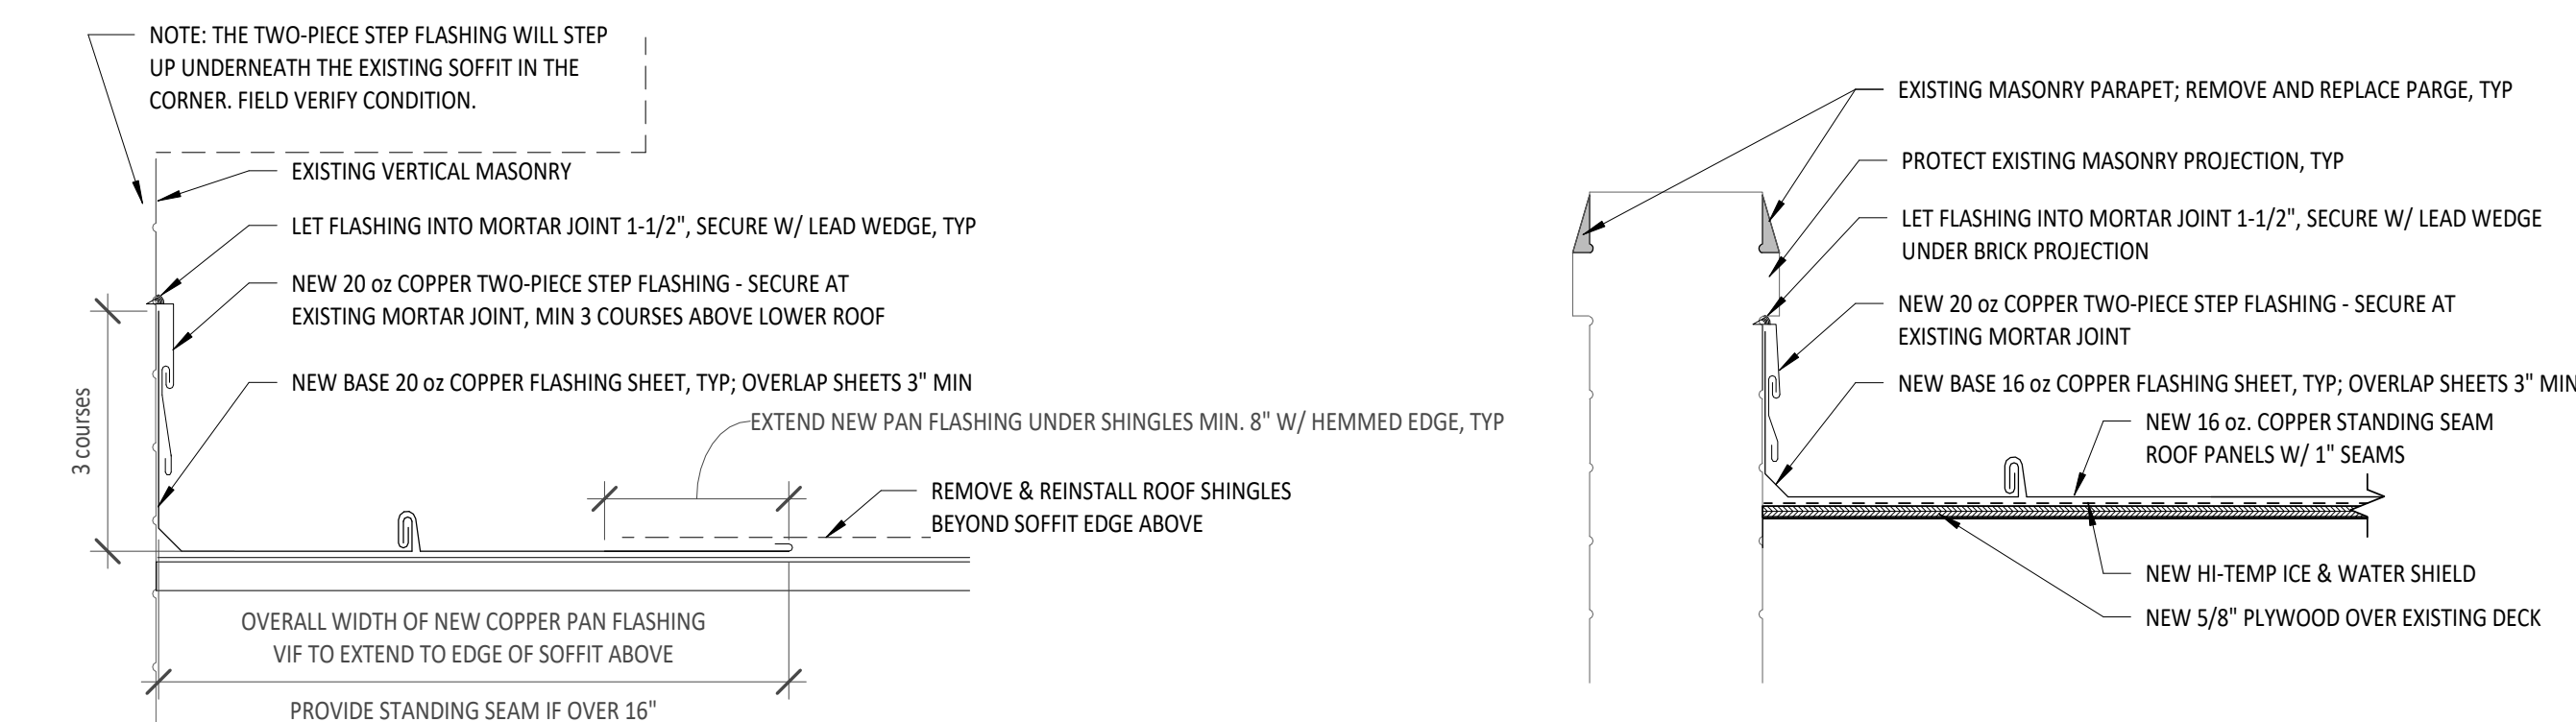 NOTE: THE TWO-PIECE STEP FLASHING WILL STEP
UP UNDERNEATH THE EXISTING SOFFIT IN THE
CORNER. FIELD VERIFY CONDITION.
EXISTING VERTICAL MASONRY
LET FLASHING INTO MORTAR JOINT 1-1/2", SECURE W/ LEAD WEDGE, TYP
NEW 20 oz COPPER TWO-PIECE STEP FLASHING - SECURE AT
EXISTING MORTAR JOINT, MIN 3 COURSES ABOVE LOWER ROOF
NEW BASE 20 oz COPPER FLASHING SHEET, TYP; OVERLAP SHEETS 3" MIN
3 courses
EXTEND NEW PAN FLASHING UNDER SHINGLES MIN. 8" W/ HEMMED EDGE, TYP
REMOVE & REINSTALL ROOF SHINGLES
BEYOND SOFFIT EDGE ABOVE
OVERALL WIDTH OF NEW COPPER PAN FLASHING
VIF TO EXTEND TO EDGE OF SOFFIT ABOVE
PROVIDE STANDING SEAM IF OVER 16"
EXISTING MASONRY PARAPET; REMOVE AND REPLACE PARGE, TYP
PROTECT EXISTING MASONRY PROJECTION, TYP
LET FLASHING INTO MORTAR JOINT 1-1/2", SECURE W/ LEAD WEDGE
UNDER BRICK PROJECTION
NEW 20 oz COPPER TWO-PIECE STEP FLASHING - SECURE AT
EXISTING MORTAR JOINT
NEW BASE 16 oz COPPER FLASHING SHEET, TYP; OVERLAP SHEETS 3" MIN
NEW 16 oz. COPPER STANDING SEAM
ROOF PANELS W/ 1" SEAMS
NEW HI-TEMP ICE & WATER SHIELD
NEW 5/8" PLYWOOD OVER EXISTING DECK